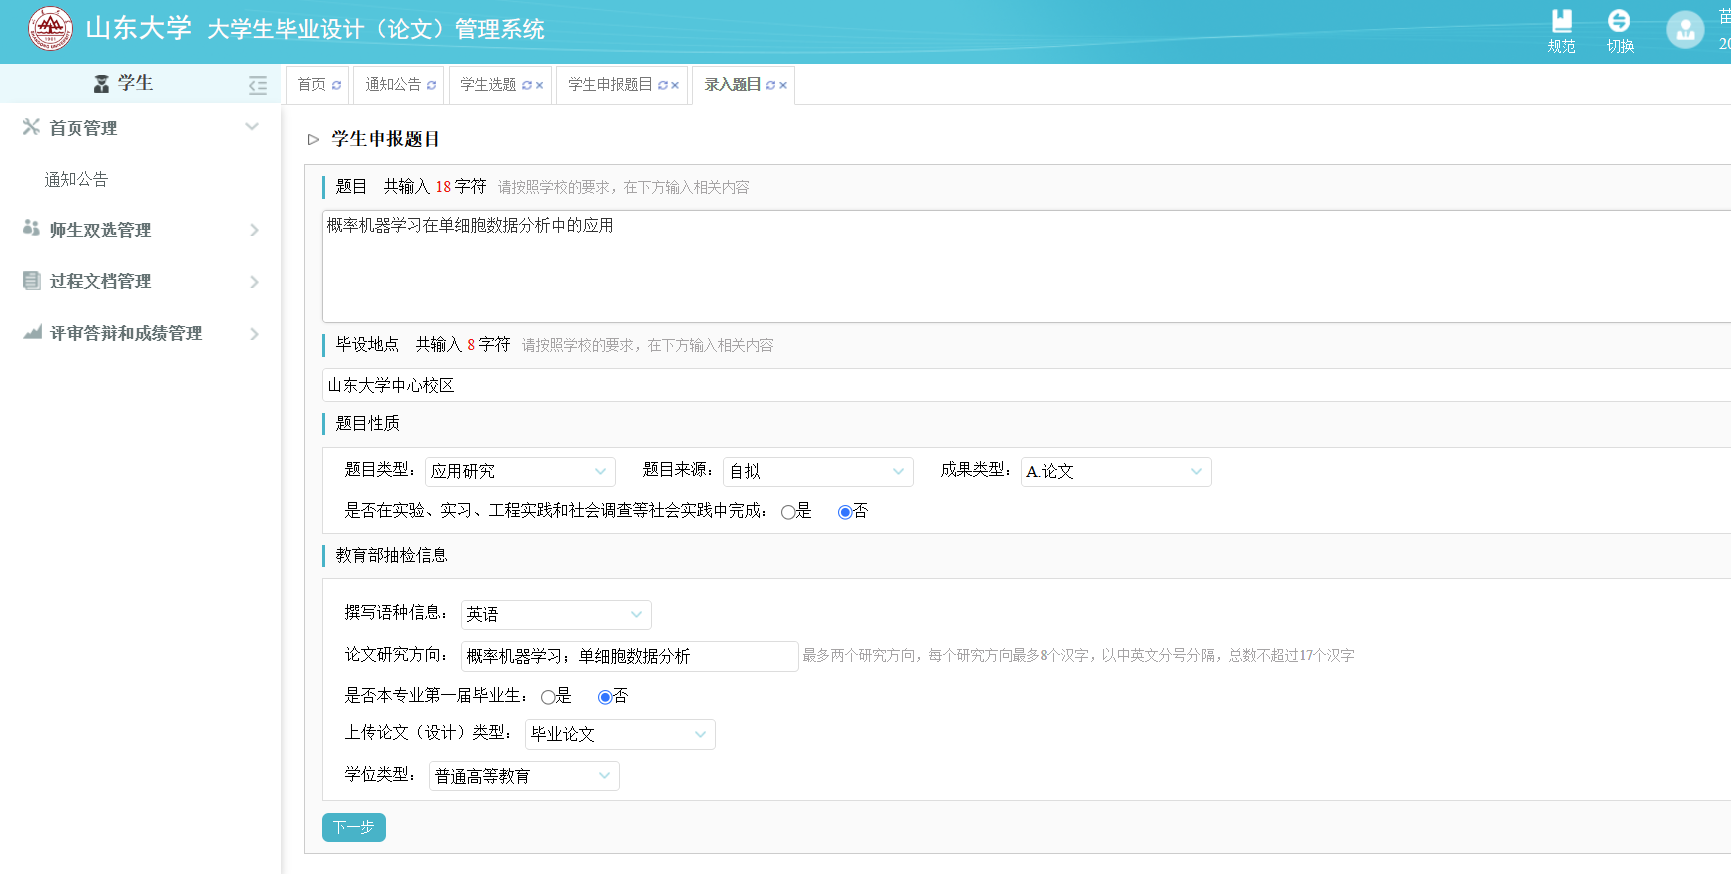 山东大学 大学生毕业设计（论文）管理系统
规范 切换
20
学生
首页 通知公告 学生选题 学生申报题目 录入题目
首页管理
通知公告
师生双选管理
过程文档管理
评审答辩和成绩管理
学生申报题目
题目 共输入 18 字符 请按照学校的要求，在下方输入相关内容
概率机器学习在单细胞数据分析中的应用
毕设地点 共输入 8 字符 请按照学校的要求，在下方输入相关内容
山东大学中心校区
题目性质
题目类型： 应用研究 题目来源： 自拟 成果类型： A.论文
是否在实验、实习、工程实践和社会调查等社会实践中完成： 是 否
教育部抽检信息
撰写语种信息： 英语
论文研究方向： 概率机器学习；单细胞数据分析 最多两个研究方向，每个研究方向最多8个汉字，以中英文分号分隔，总数不超过17个汉字
是否本专业第一届毕业生： 是 否
上传论文（设计）类型： 毕业论文
学位类型： 普通高等教育
下一步